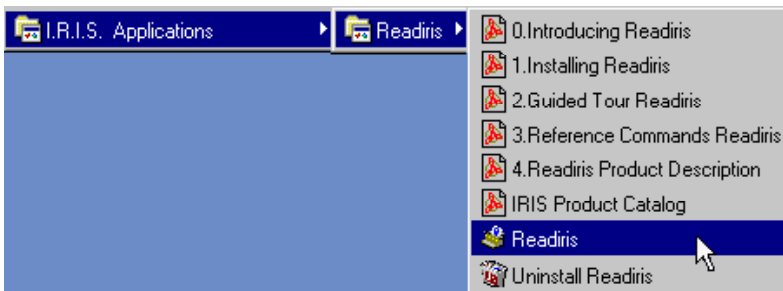 I.R.I.S. Applications
Readiris
0.Introducing Readiris
1.Installing Readiris
2.Guided Tour Readiris
3.Reference Commands Readiris
4.Readiris Product Description
IRIS Product Catalog
Readiris
Uninstall Readiris